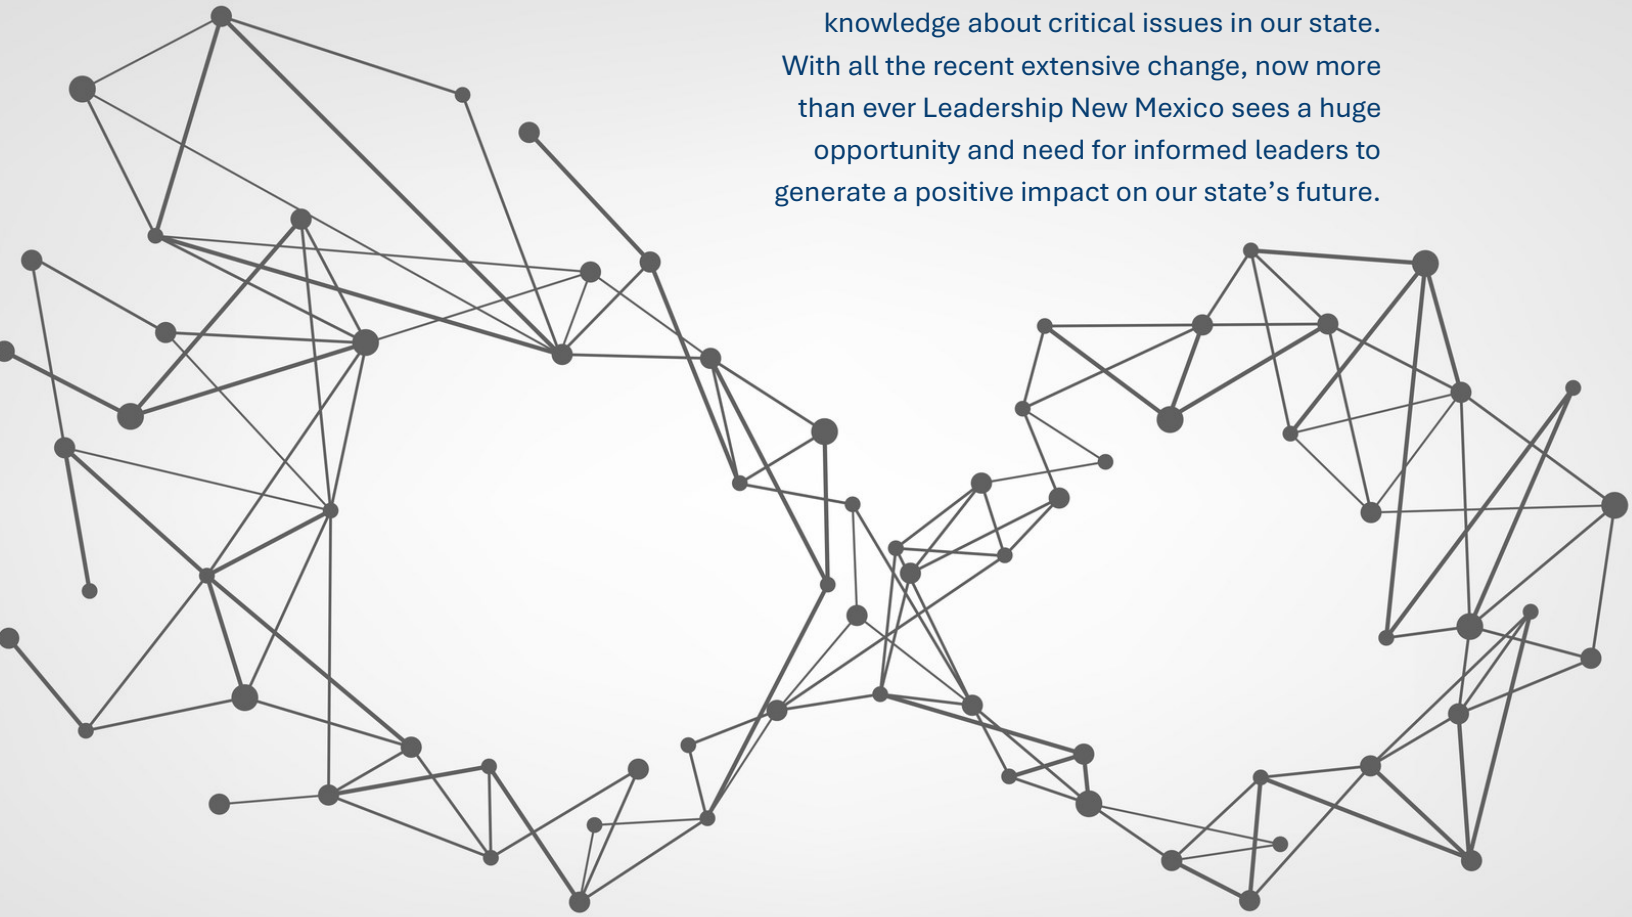 knowledge about critical issues in our state.
With all the recent extensive change, now more
than ever Leadership New Mexico sees a huge
opportunity and need for informed leaders to
generate a positive impact on our state’s future.